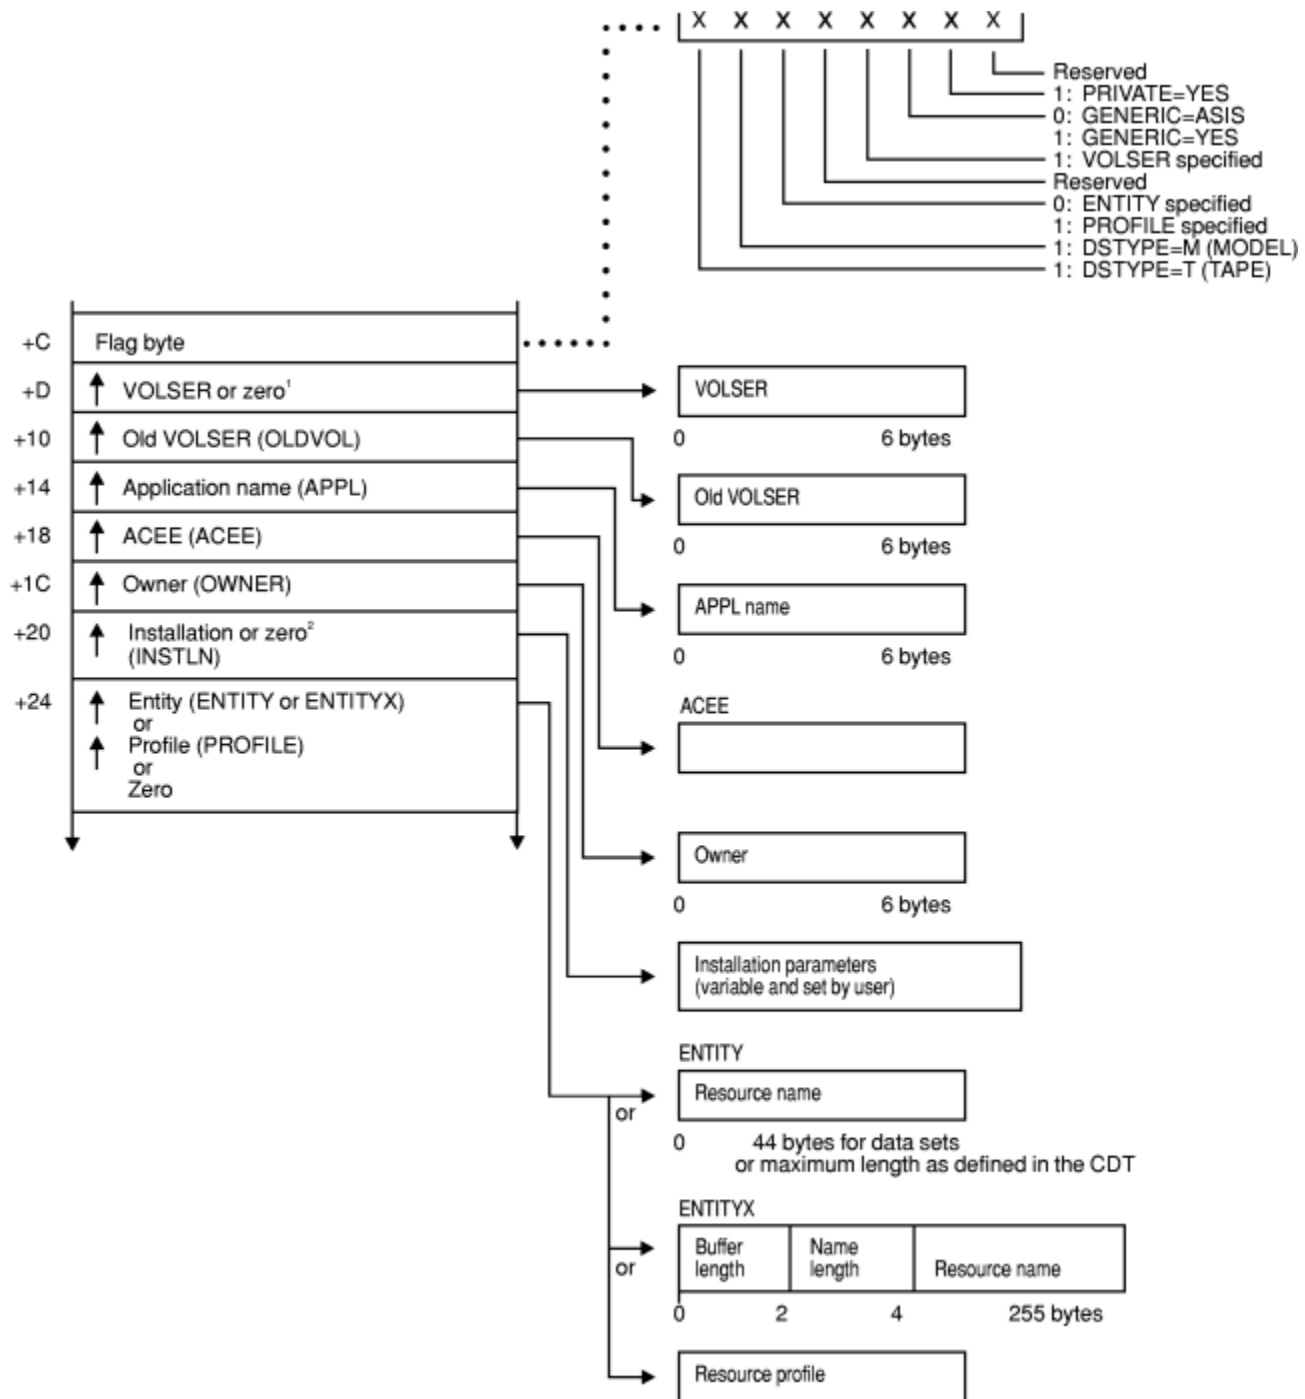 X X X X X X X X
Reserved
1: PRIVATE=YES
0: GENERIC=ASIS
1: GENERIC=YES
1: VOLSER specified
Reserved
0: ENTITY specified
1: PROFILE specified
1: DSTYPE=M (MODEL)
1: DSTYPE=T (TAPE)
+C Flag byte
+D VOLSER or zero¹
+10 Old VOLSER (OLDVOL)
+14 Application name (APPL)
+18 ACEE (ACEE)
+1C Owner (OWNER)
+20 Installation or zero²
(INSTLN)
+24 Entity (ENTITY or ENTITYX)
or
Profile (PROFILE)
or
Zero
VOLSER
0 6 bytes
Old VOLSER
0 6 bytes
APPL name
0 6 bytes
ACEE
Owner
0 6 bytes
Installation parameters
(variable and set by user)
ENTITY
Resource name
or
0 44 bytes for data sets
or maximum length as defined in the CDT
ENTITYX
Buffer
length
Name
length
Resource name
or
0 2 4 255 bytes
Resource profile